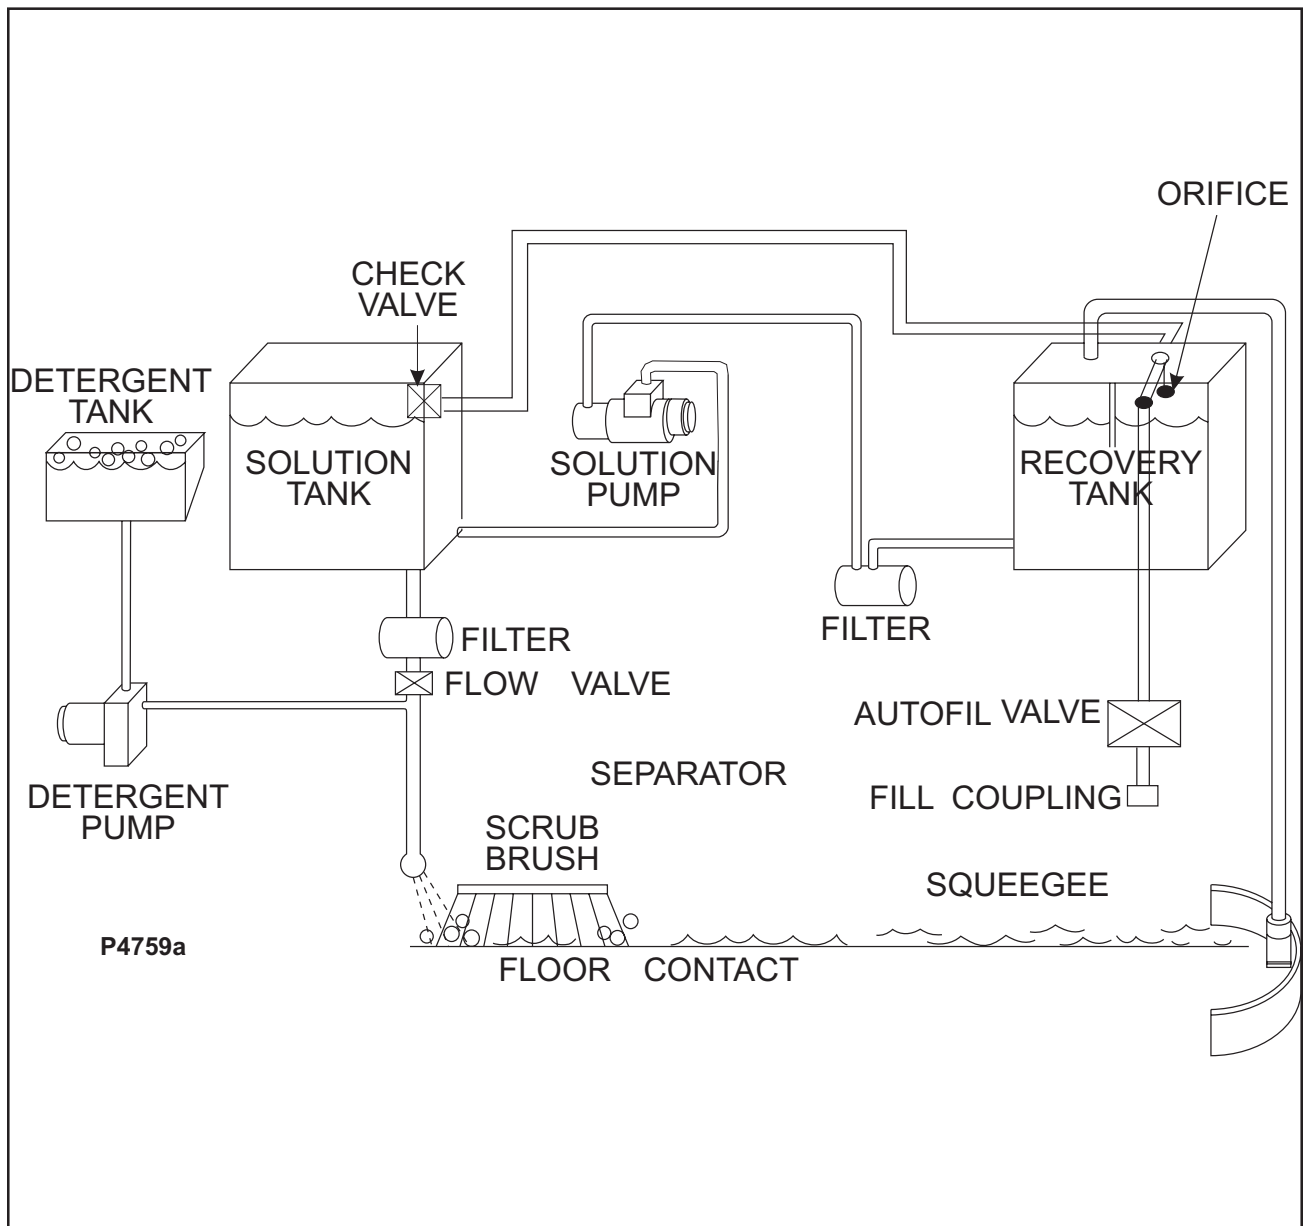 ORIFICE
CHECK
VALVE
DETERGENT
TANK
SOLUTION
TANK
SOLUTION
PUMP
RECOVERY
TANK
FILTER
FILTER
FLOW VALVE
AUTOFIL VALVE
SEPARATOR
DETERGENT
PUMP
FILL COUPLING
SCRUB
BRUSH
SQUEEGEE
P4759a
FLOOR CONTACT